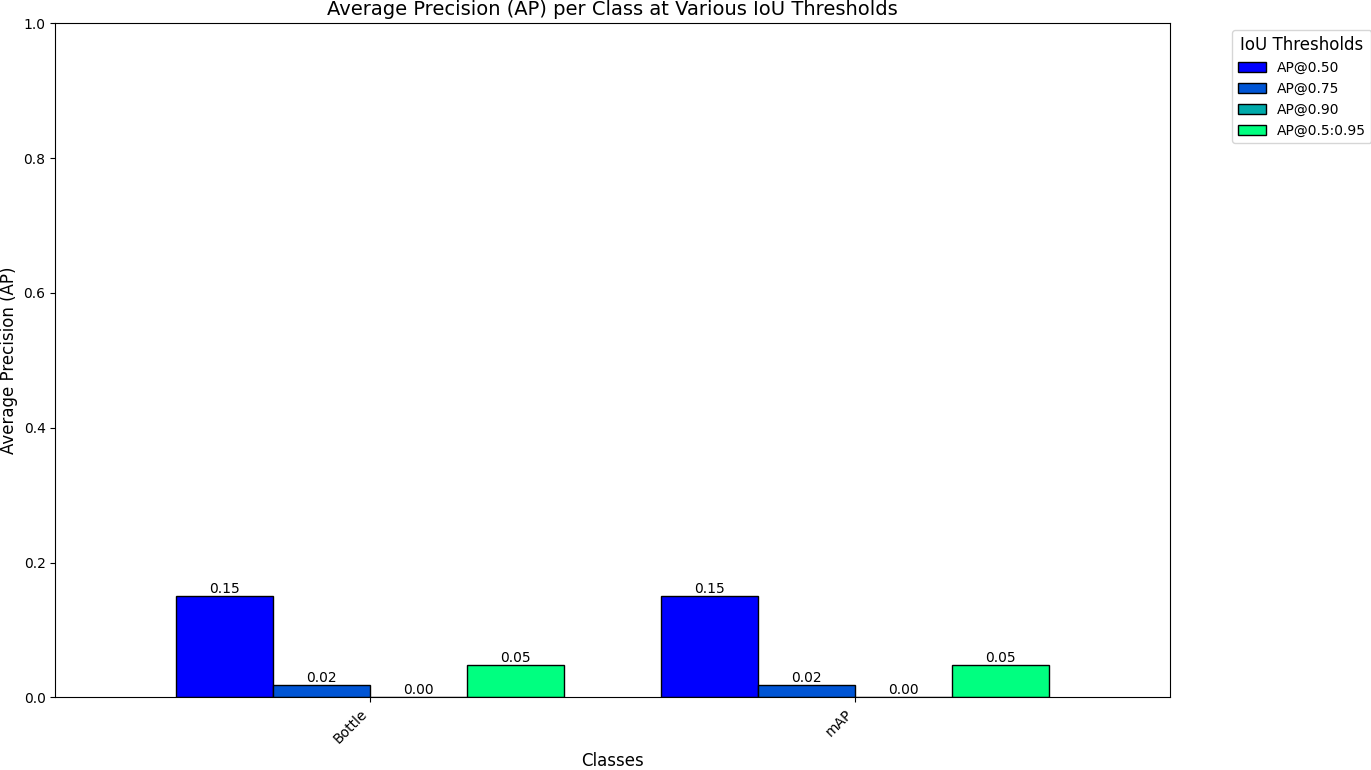 Average Precision (AP) per Class at Various IoU Thresholds
IoU Thresholds
AP@0.50
AP@0.75
AP@0.90
AP@0.5:0.95
Average Precision (AP)
1.0
0.8
0.6
0.4
0.2
0.0
0.15
0.02
0.00
0.05
0.15
0.02
0.00
0.05
Bottle
mAP
Classes